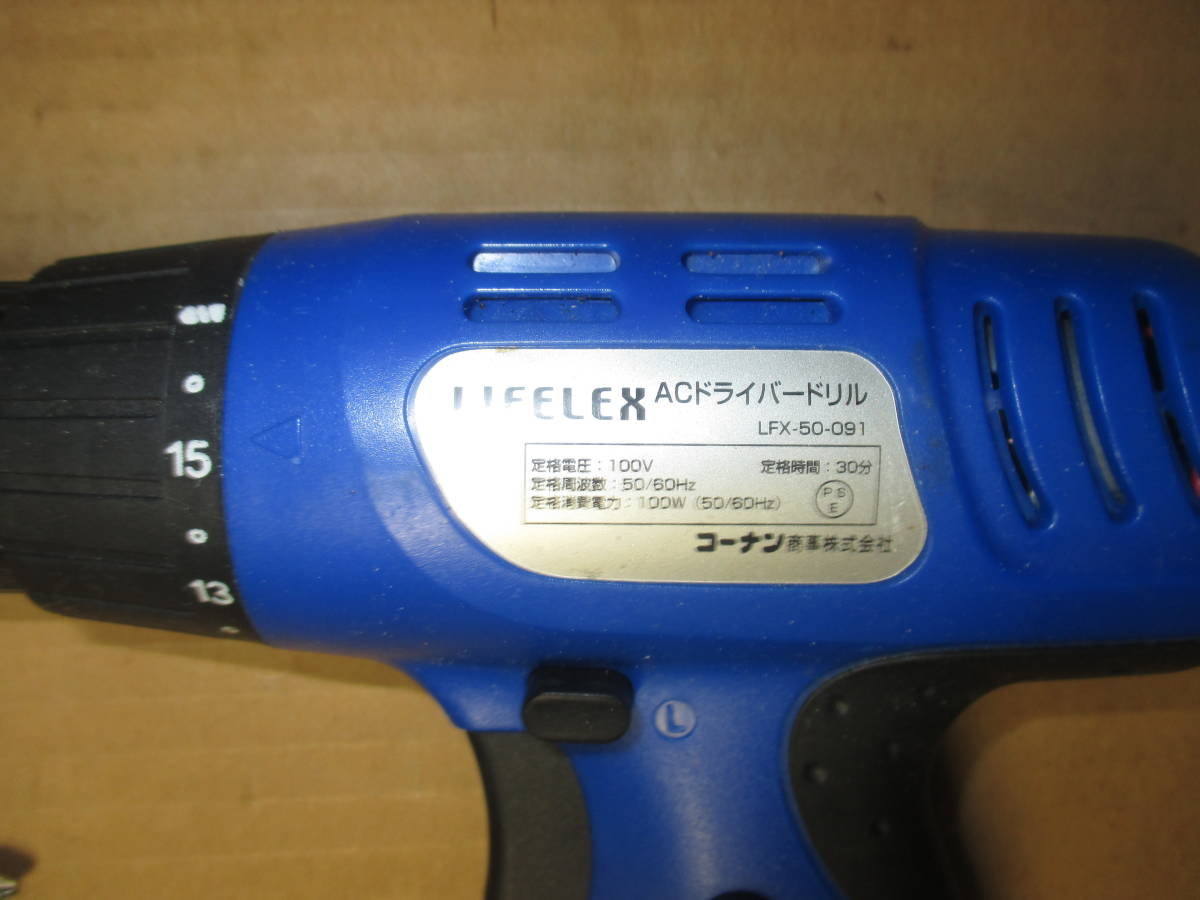 LIFELEX ACドライバードリル
LFX-50-091
定格電圧:100V 定格時間:30分
定格周波数:50/60Hz
定格消費電力:100W (50/60Hz)
PSE
コーナン商事株式会社
15
13
L